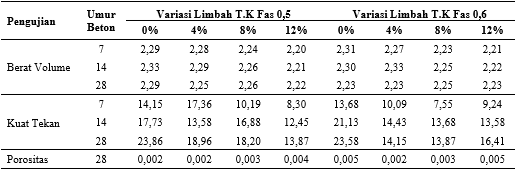 Pengujian Umur Beton Variasi Limbah T.K Fas 0,5 Variasi Limbah T.K Fas 0,6
0% 4% 8% 12% 0% 4% 8% 12%
7 2,29 2,28 2,24 2,20 2,31 2,27 2,23 2,21
Berat Volume 14 2,33 2,29 2,26 2,21 2,30 2,33 2,25 2,22
28 2,29 2,25 2,26 2,22 2,23 2,23 2,25 2,23
7 14,15 17,36 10,19 8,30 13,68 10,09 7,55 9,24
Kuat Tekan 14 17,73 13,58 16,88 12,45 21,13 14,43 13,68 13,58
28 23,86 18,96 18,20 13,87 23,58 14,15 13,87 16,41
Porositas 28 0,002 0,002 0,003 0,004 0,005 0,002 0,003 0,005